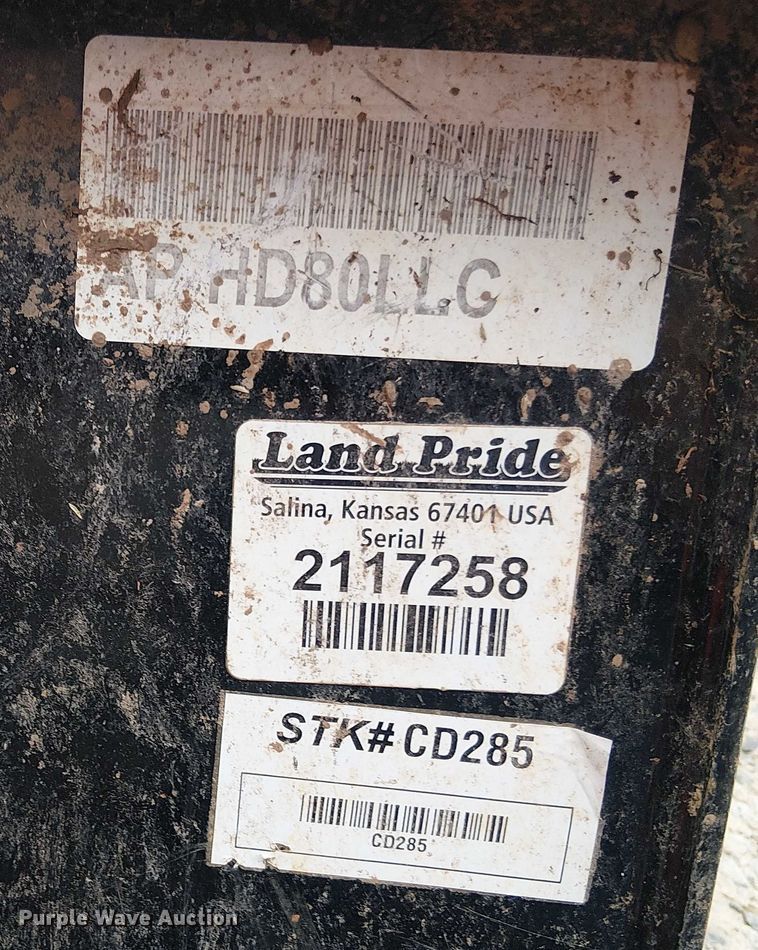 AP-HD80LLC
Land Pride
Salina, Kansas 67401 USA
Serial #
2117258
STK# CD285
CD285
Purple Wave Auction